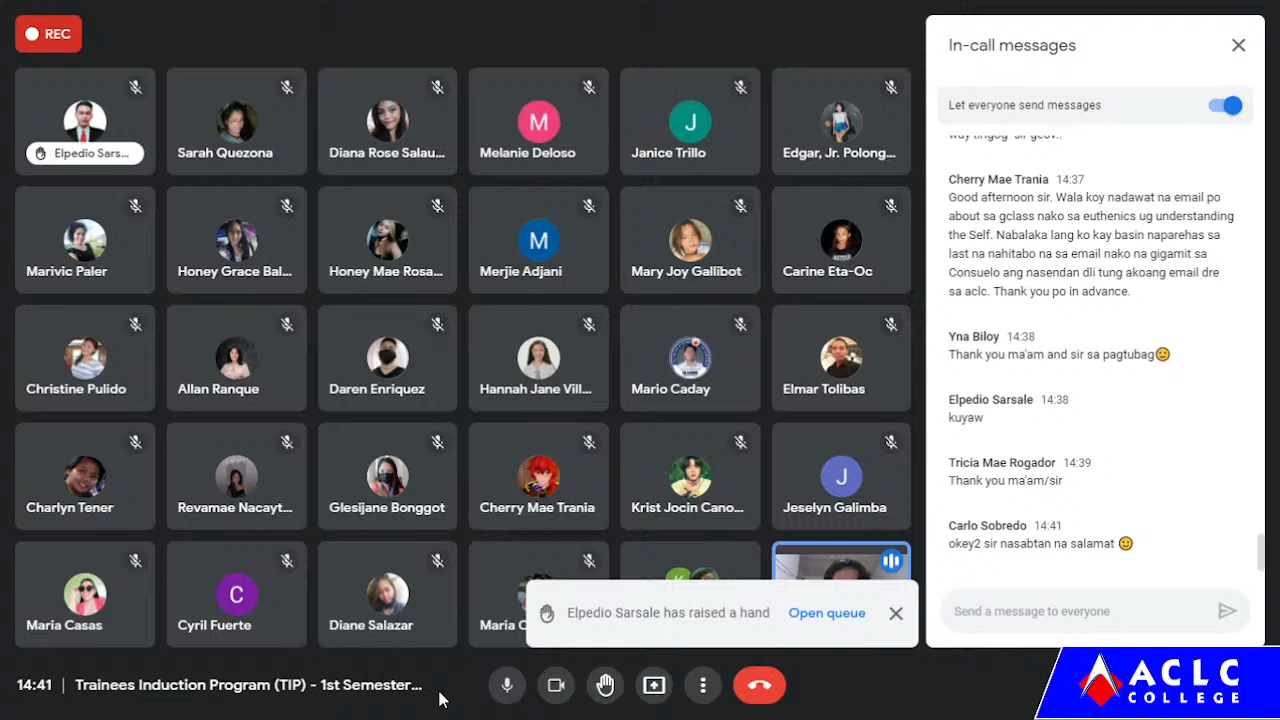 REC
Elpedio Sars...
Sarah Quezona
Diana Rose Salau...
M
Melanie Deloso
J
Janice Trillo
Edgar, Jr. Polong...
Marivic Paler
Honey Grace Bal...
Honey Mae Rosa...
M
Merjie Adjani
Mary Joy Gallibot
Carine Eta-Oc
Christine Pulido
Allan Ranque
Daren Enriquez
Hannah Jane Vill...
Mario Caday
Elmar Tolibas
Charlyn Tener
Revamae Nacayt...
Glesijane Bonggot
Cherry Mae Trania
Krist Jocin Cano...
J
Jeselyn Galimba
Maria Casas
C
Cyril Fuerte
Diane Salazar
Maria
K
Elpedio Sarsale has raised a hand
Open queue
14:41 | Trainees Induction Program (TIP) - 1st Semester...
In-call messages
Let everyone send messages
way tingog sir geov..
Cherry Mae Trania 14:37
Good afternoon sir. Wala koy nadawat na email po
about sa gclass nako sa euthenics ug understanding
the Self. Nabalaka lang ko kay basin naparehas sa
last na nahitabo na sa email nako na gigamit sa
Consuelo ang nasendan dli tung akoang email dre
sa aclc. Thank you po in advance.
Yna Biloy 14:38
Thank you ma'am and sir sa pagtubag🙂
Elpedio Sarsale 14:38
kuyaw
Tricia Mae Rogador 14:39
Thank you ma'am/sir
Carlo Sobredo 14:41
okey2 sir nasabtan na salamat 🙂
Send a message to everyone
ACLC
COLLEGE